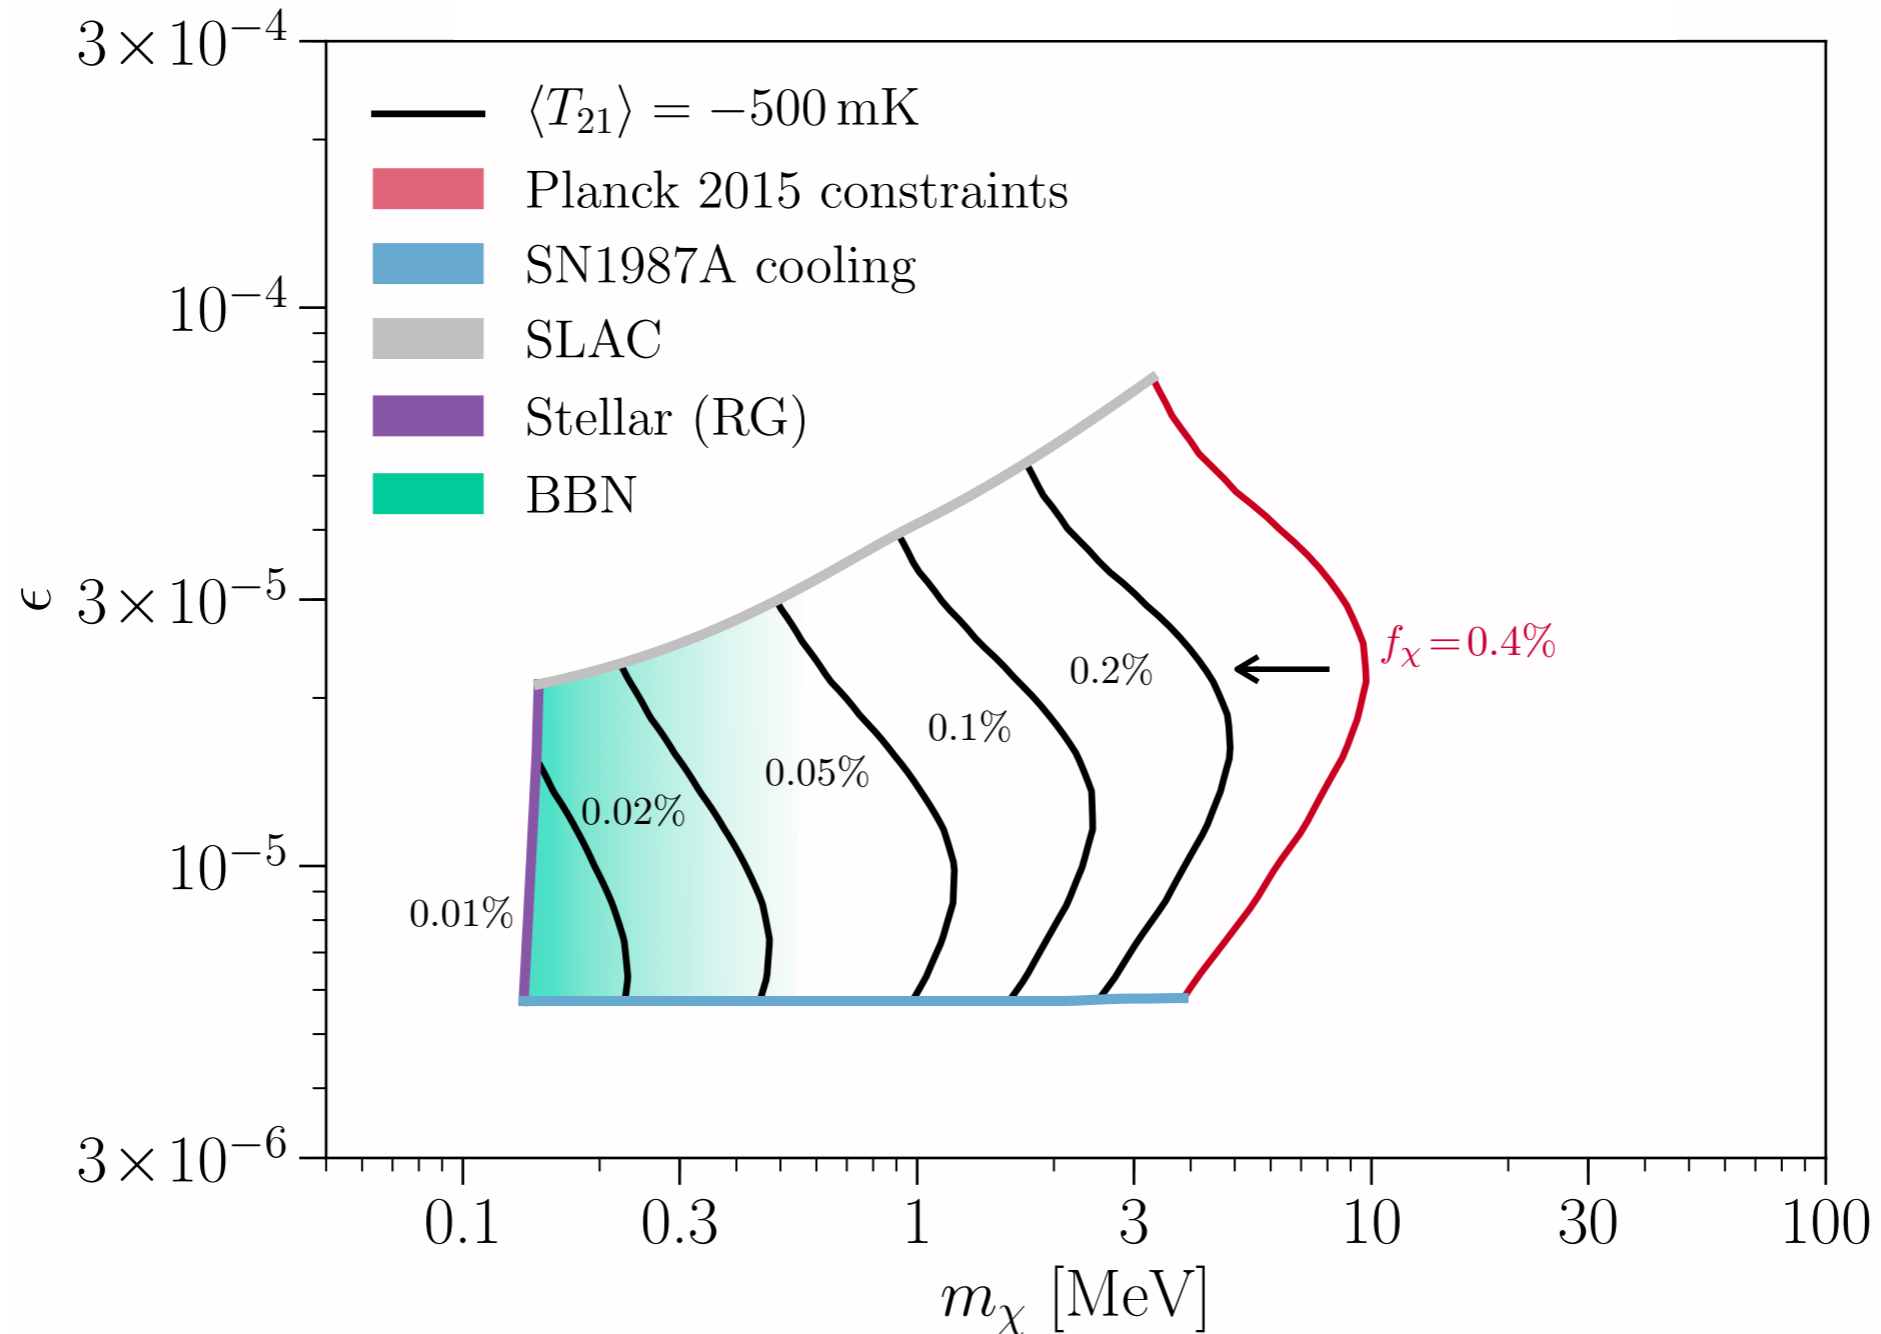 3×10⁻⁴
10⁻⁴
3×10⁻⁵
10⁻⁵
3×10⁻⁶
ϵ
⟨T₂₁⟩ = −500 mK
Planck 2015 constraints
SN1987A cooling
SLAC
Stellar (RG)
BBN
f_χ = 0.4%
0.2%
0.1%
0.05%
0.02%
0.01%
0.1 0.3 1 3 10 30 100
m_χ [MeV]